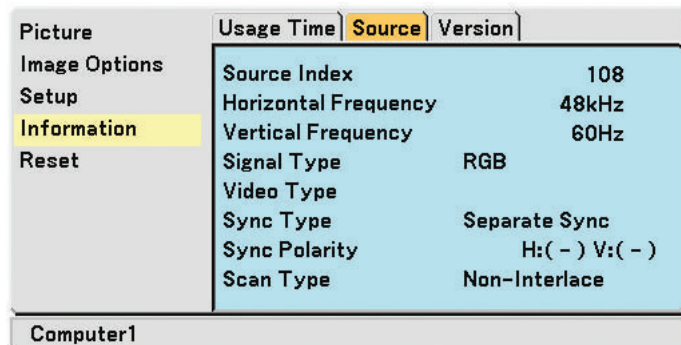 Picture
Image Options
Setup
Information
Reset
Usage Time Source Version
Source Index 108
Horizontal Frequency 48kHz
Vertical Frequency 60Hz
Signal Type RGB
Video Type
Sync Type Separate Sync
Sync Polarity H:( - ) V:( - )
Scan Type Non-Interlace
Computer1